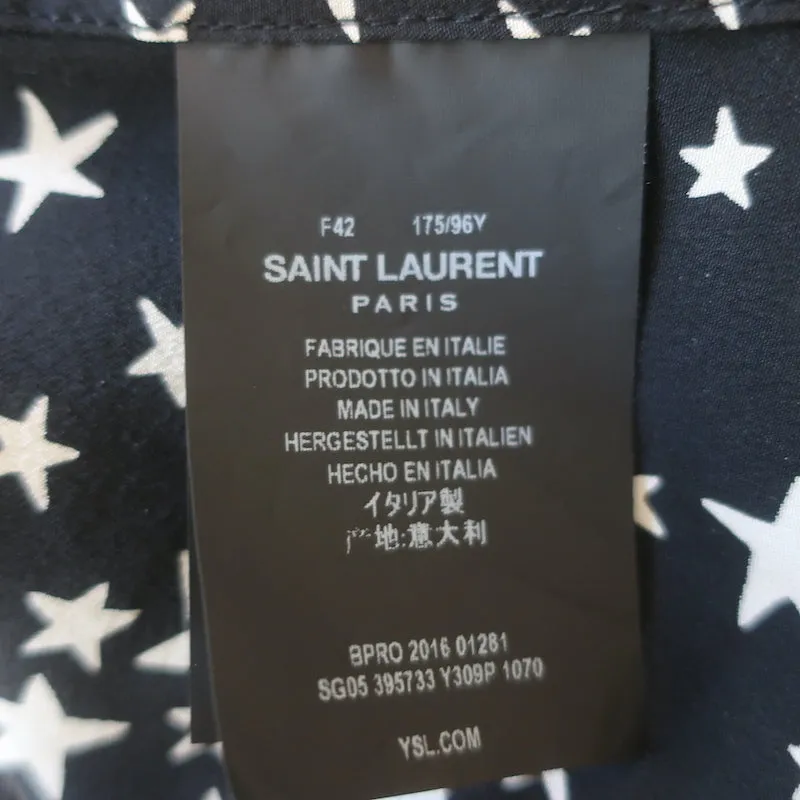 F42 175/96Y
SAINT LAURENT
PARIS
FABRIQUE EN ITALIE
PRODOTTO IN ITALIA
MADE IN ITALY
HERGESTELLT IN ITALIEN
HECHO EN ITALIA
イタリア製
产地:意大利
BPRO 2016 01281
SG05 395733 Y309P 1070
YSL.COM